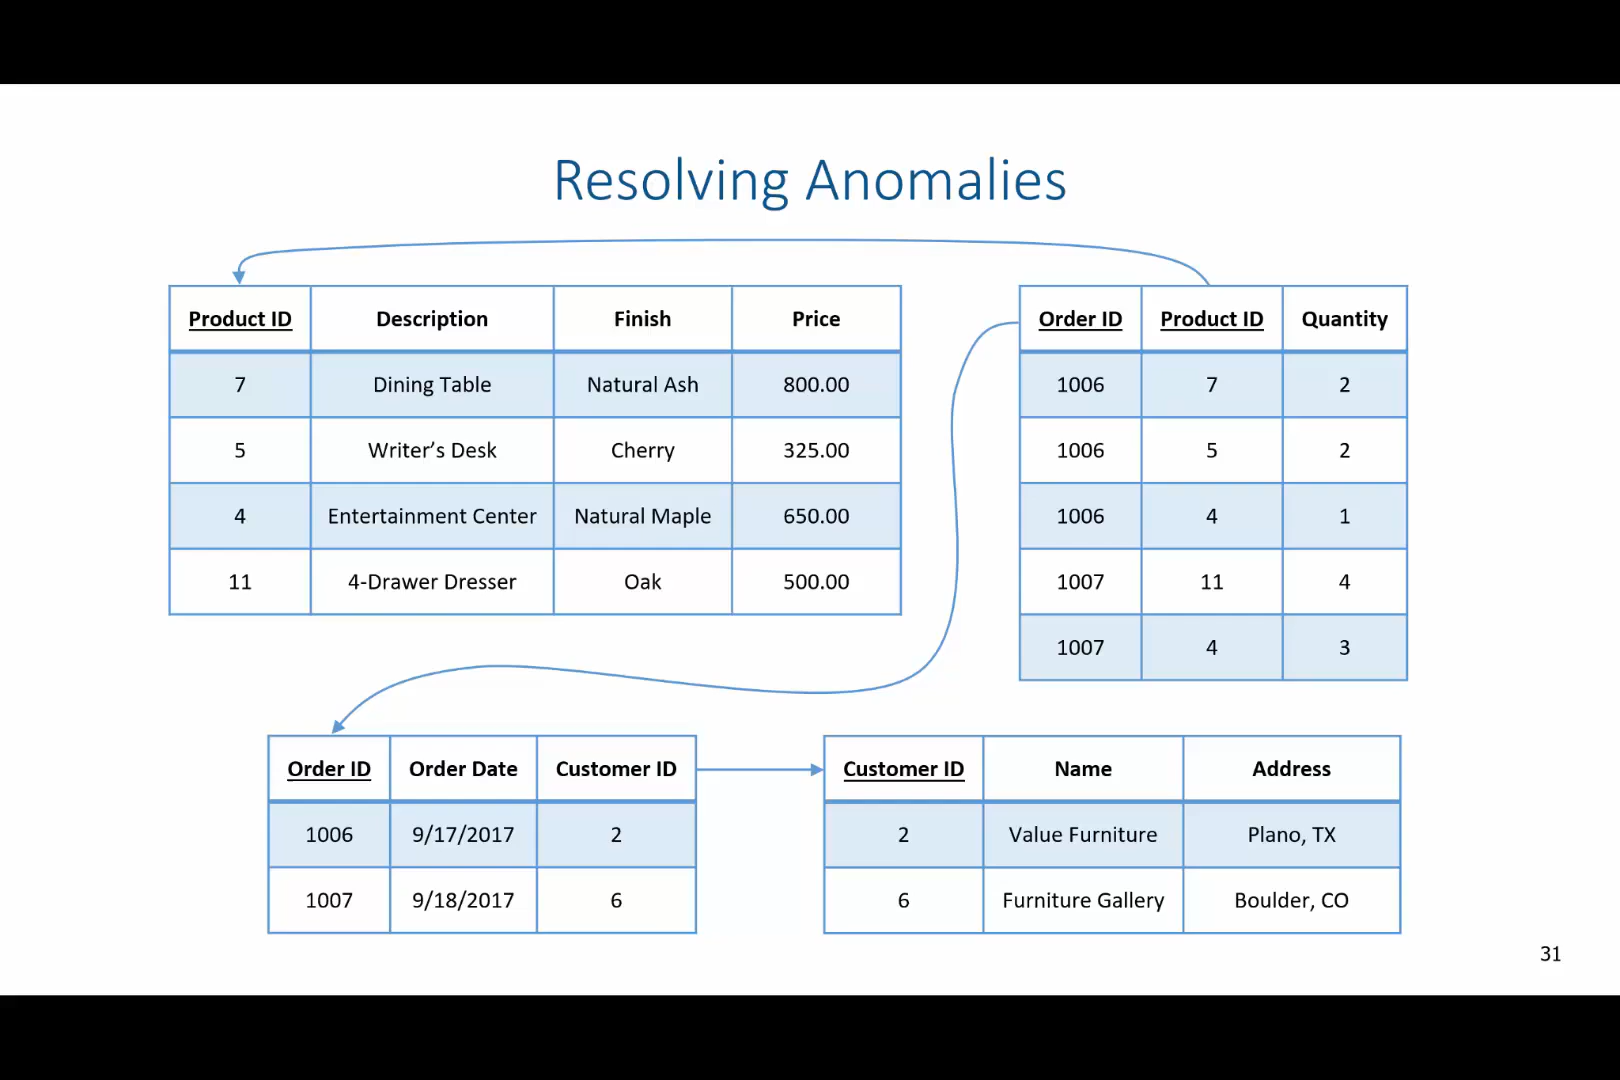 Resolving Anomalies
Product ID Description Finish Price
7 Dining Table Natural Ash 800.00
5 Writer’s Desk Cherry 325.00
4 Entertainment Center Natural Maple 650.00
11 4-Drawer Dresser Oak 500.00
Order ID Product ID Quantity
1006 7 2
1006 5 2
1006 4 1
1007 11 4
1007 4 3
Order ID Order Date Customer ID
1006 9/17/2017 2
1007 9/18/2017 6
Customer ID Name Address
2 Value Furniture Plano, TX
6 Furniture Gallery Boulder, CO
31